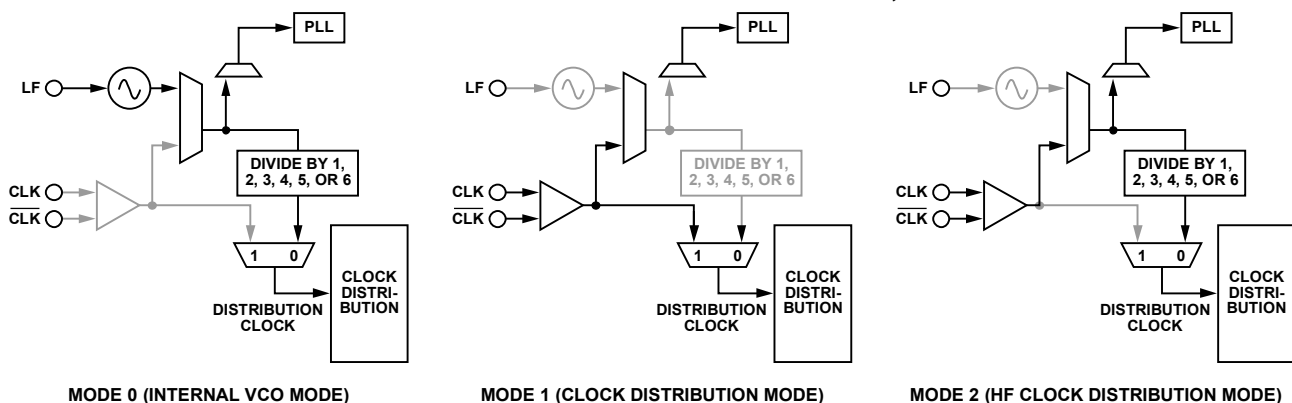 PLL
LF
DIVIDE BY 1,
2, 3, 4, 5, OR 6
CLK
CLK
1 0
CLOCK
DISTRI-
BUTION
DISTRIBUTION
CLOCK
MODE 0 (INTERNAL VCO MODE)
PLL
LF
DIVIDE BY 1,
2, 3, 4, 5, OR 6
CLK
CLK
1 0
CLOCK
DISTRI-
BUTION
DISTRIBUTION
CLOCK
MODE 1 (CLOCK DISTRIBUTION MODE)
PLL
LF
DIVIDE BY 1,
2, 3, 4, 5, OR 6
CLK
CLK
1 0
CLOCK
DISTRI-
BUTION
DISTRIBUTION
CLOCK
MODE 2 (HF CLOCK DISTRIBUTION MODE)